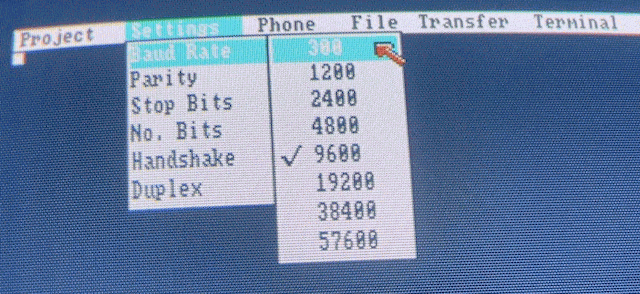 Project Settings Phone File Transfer Terminal
Baud Rate
Parity
Stop Bits
No. Bits
Handshake
Duplex
300
1200
2400
4800
✓ 9600
19200
38400
57600